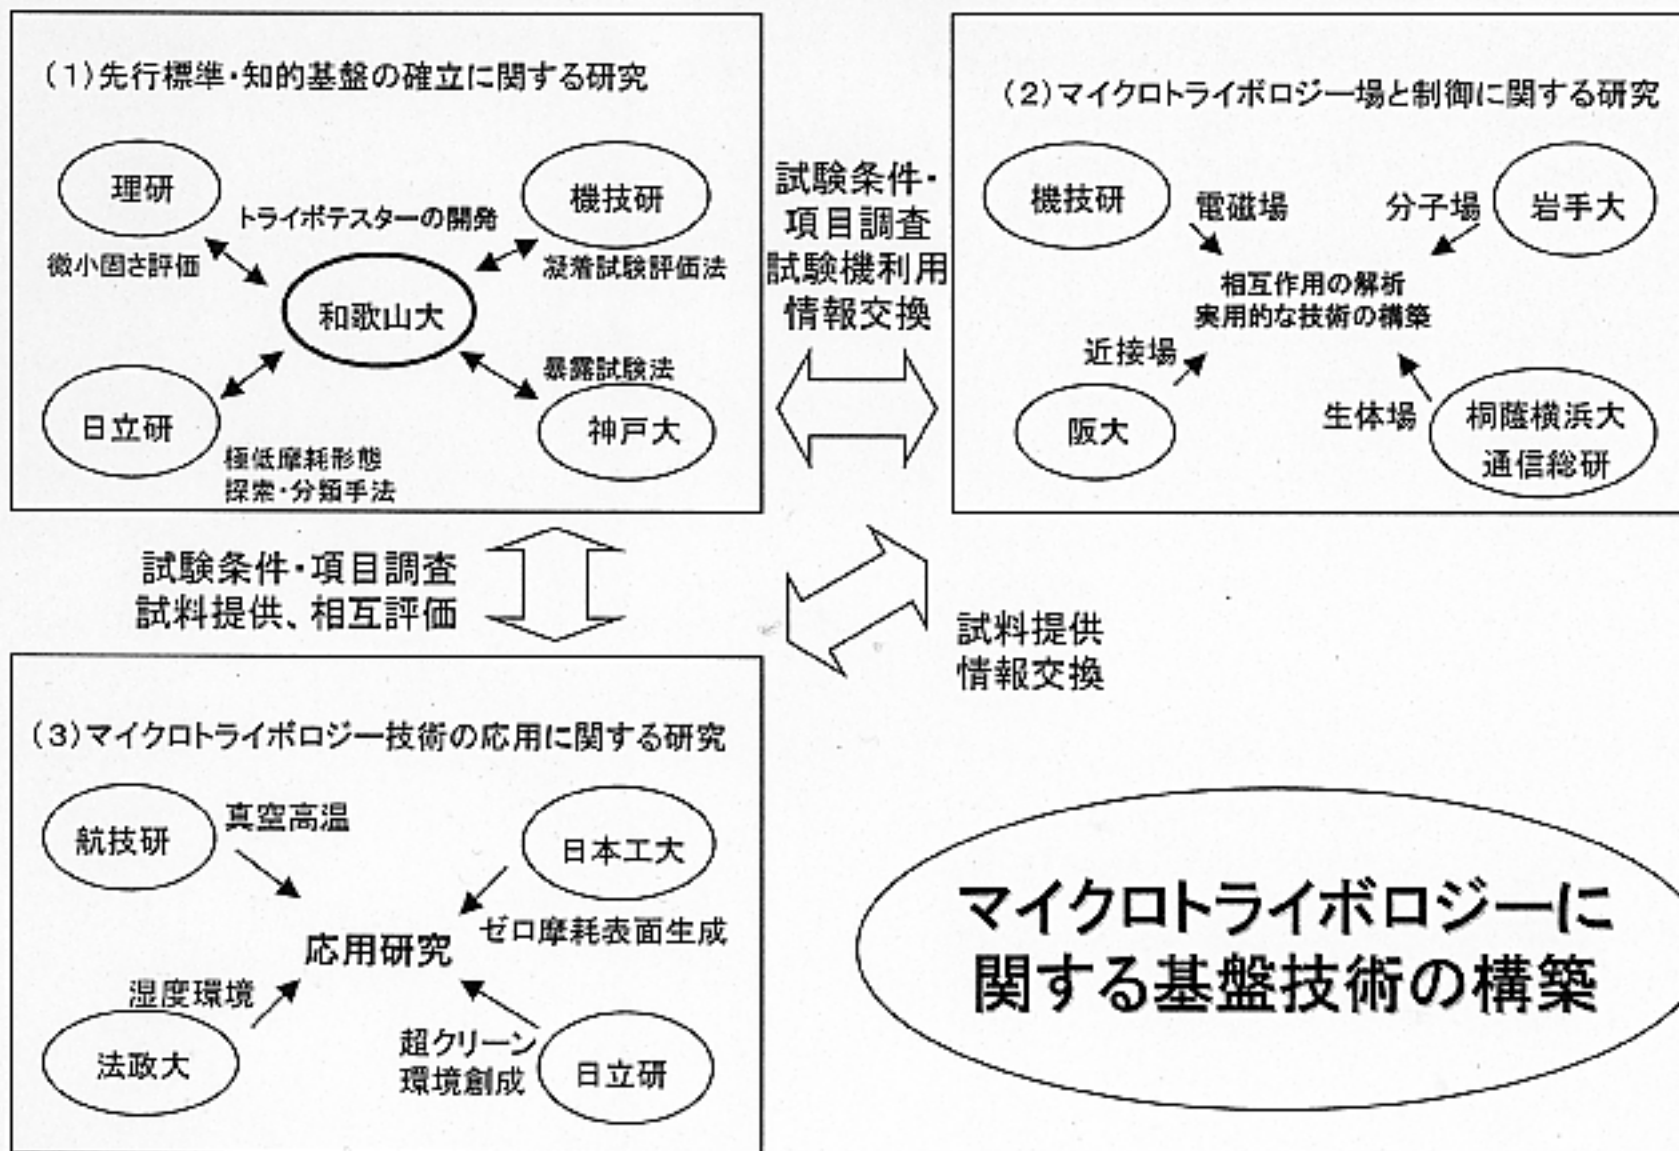 (1)先行標準・知的基盤の確立に関する研究
理研
機技研
トライボテスターの開発
微小固さ評価
凝着試験評価法
和歌山大
暴露試験法
日立研
神戸大
極低摩耗形態
探索・分類手法
試験条件・
項目調査
試験機利用
情報交換
(2)マイクロトライボロジー場と制御に関する研究
機技研
電磁場
分子場
岩手大
相互作用の解析
実用的な技術の構築
近接場
阪大
生体場
桐蔭横浜大
通信総研
試験条件・項目調査
試料提供、相互評価
試料提供
情報交換
(3)マイクロトライボロジー技術の応用に関する研究
航技研
真空高温
日本工大
ゼロ摩耗表面生成
応用研究
湿度環境
法政大
超クリーン
環境創成
日立研
マイクロトライボロジーに
関する基盤技術の構築